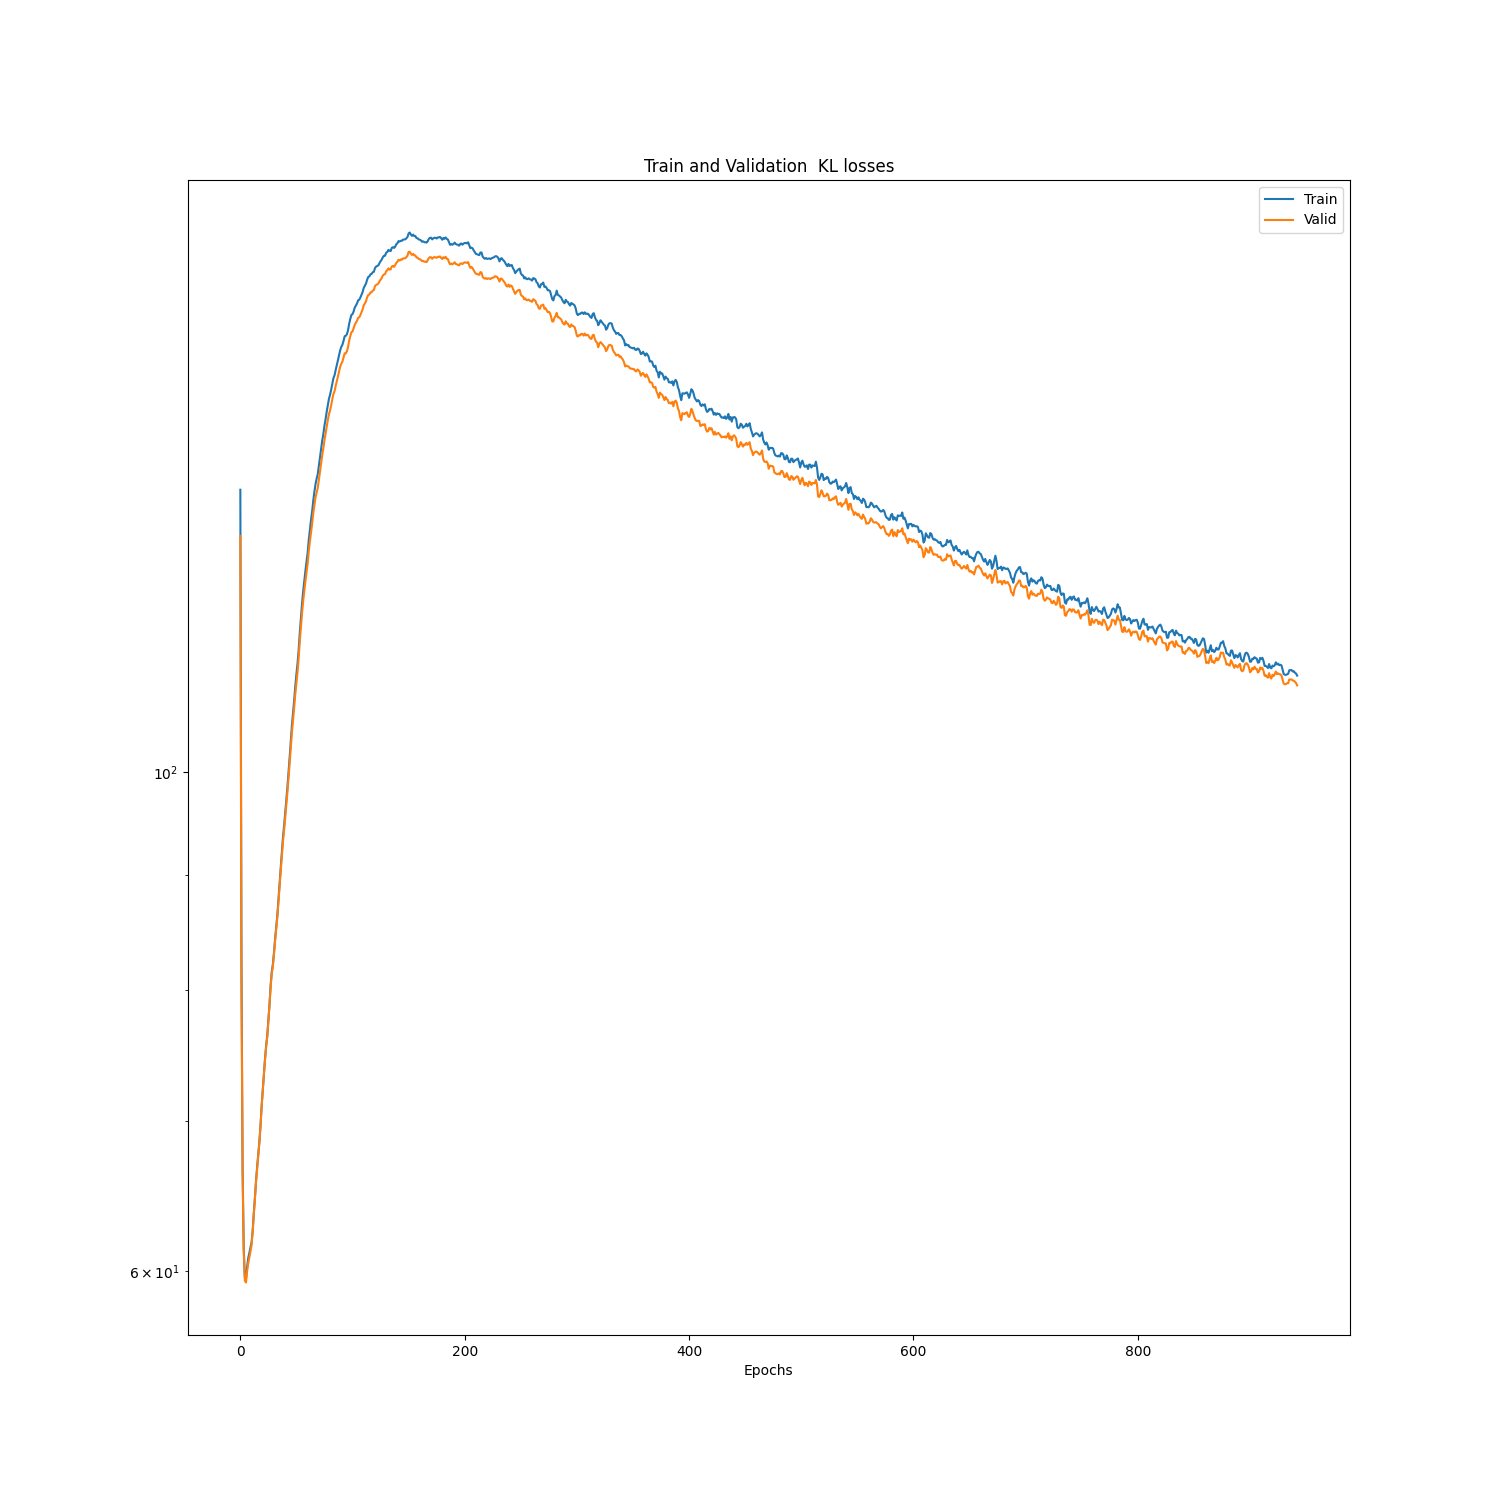 Train and Validation  KL losses
Train
Valid
10²
6 × 10¹
0 200 400 600 800
Epochs